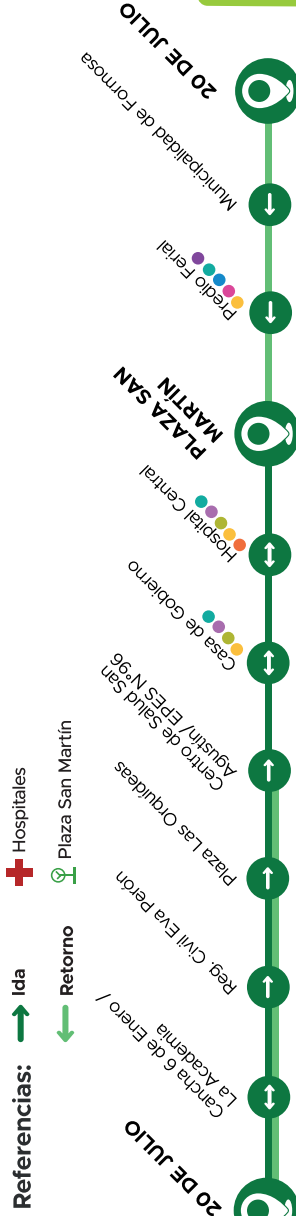 Referencias:
Ida
Retorno
Hospitales
Plaza San Martín
20 DE JULIO
Cancha 6 de Enero /
La Academia
Reg. Civil Eva Perón
Plaza Las Orquídeas
Centro de Salud San
Agustín/ EPES N°96
Casa de Gobierno
Hospital Central
PLAZA SAN
MARTÍN
Predio Ferial
Municipalidad de Formosa
20 DE JULIO